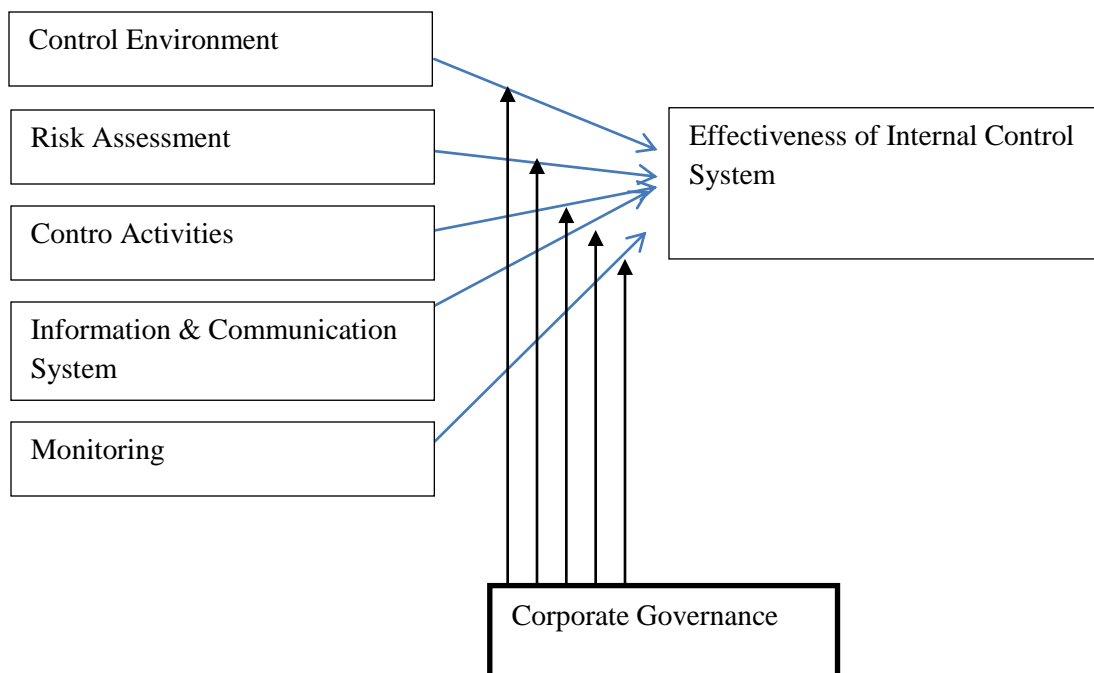 Control Environment
Risk Assessment
Contro Activities
Information & Communication
System
Monitoring
Effectiveness of Internal Control
System
Corporate Governance